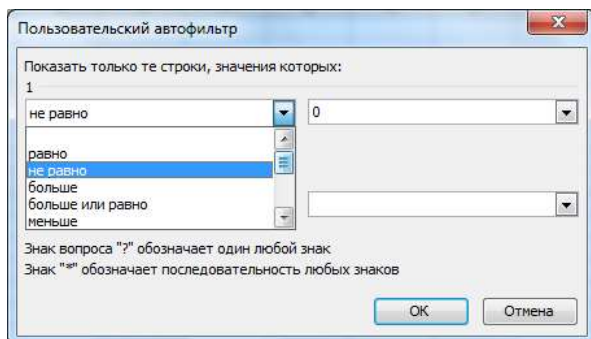 Пользовательский автофильтр
Показать только те строки, значения которых:
1
не равно 0
равно
не равно
больше
больше или равно
меньше
Знак вопроса "?" обозначает один любой знак
Знак "*" обозначает последовательность любых знаков
ОК Отмена